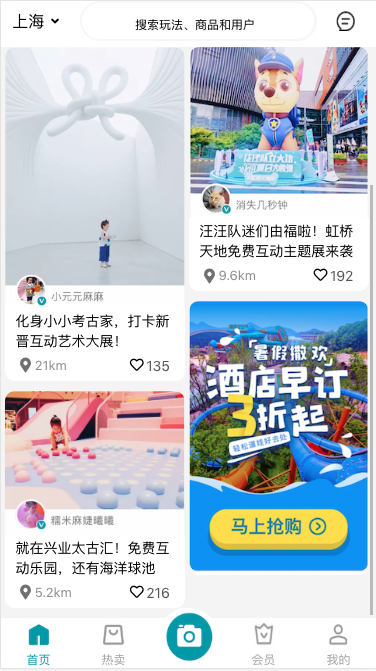 上海
搜索玩法、商品和用户
小元元麻麻
化身小小考古家，打卡新
晋互动艺术大展！
21km
135
糯米麻婕曦曦
就在兴业太古汇！免费互
动乐园，还有海洋球池
5.2km
216
消失几秒钟
汪汪队迷们由福啦！虹桥
天地免费互动主题展来袭
9.6km
192
暑假撒欢
酒店早订
3折起
轻松遛娃好去处
马上抢购
首页
热卖
会员
我的